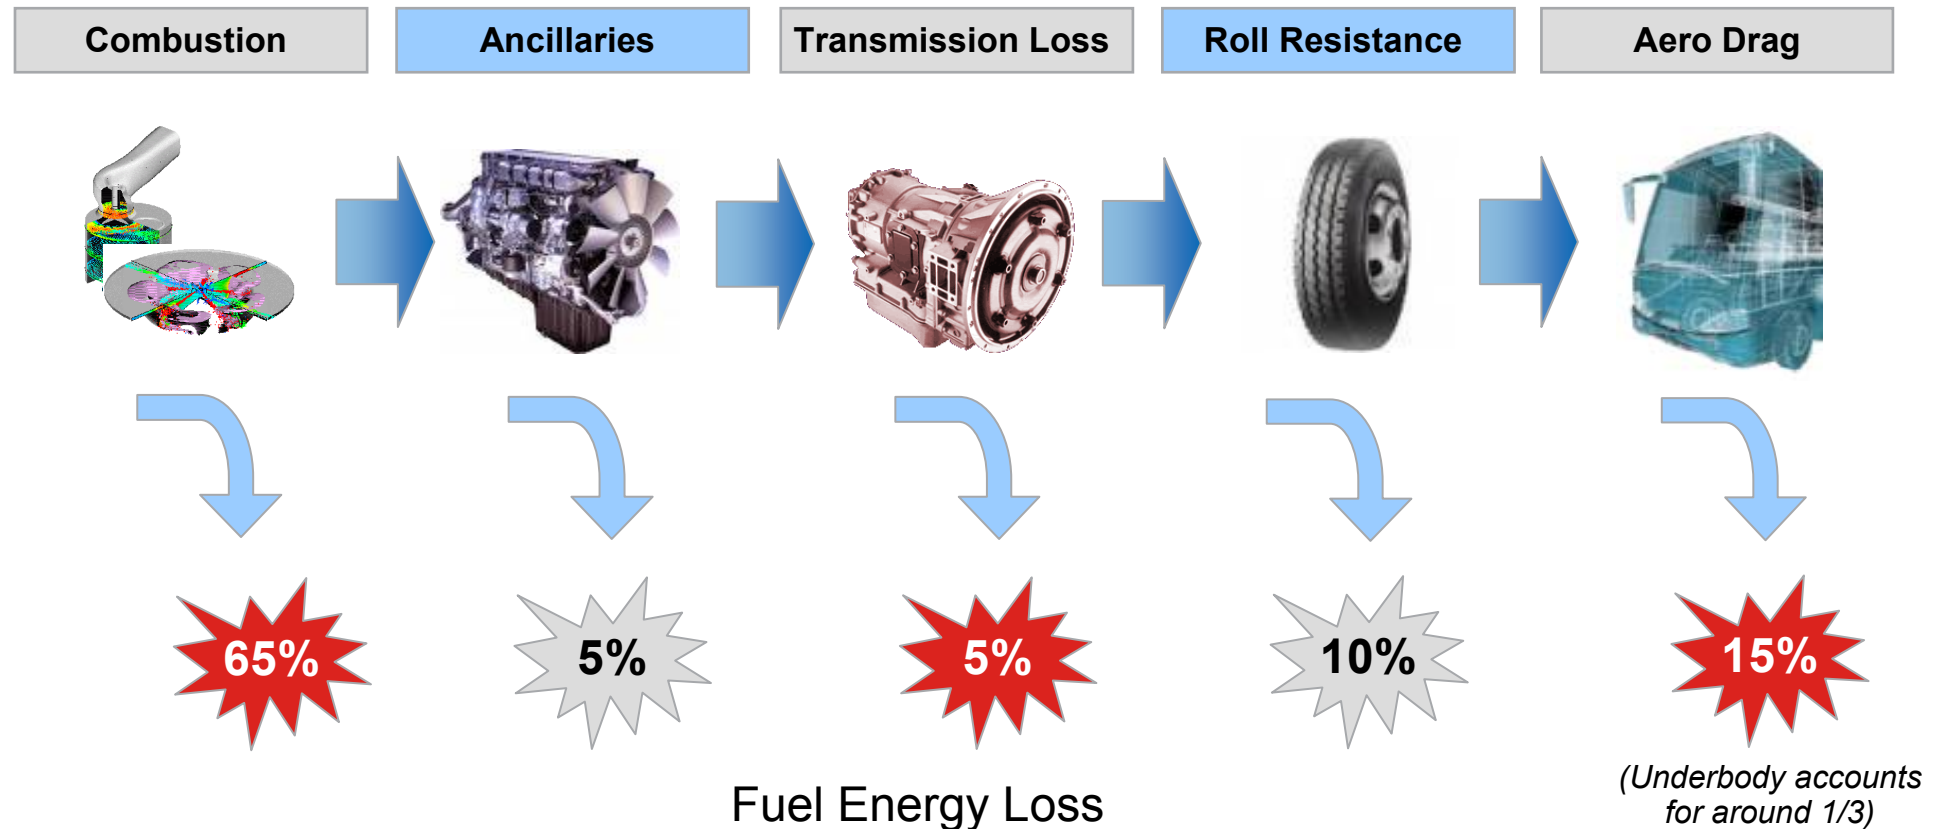 Combustion
Ancillaries
Transmission Loss
Roll Resistance
Aero Drag
65%
5%
5%
10%
15%
Fuel Energy Loss
(Underbody accounts
for around 1/3)